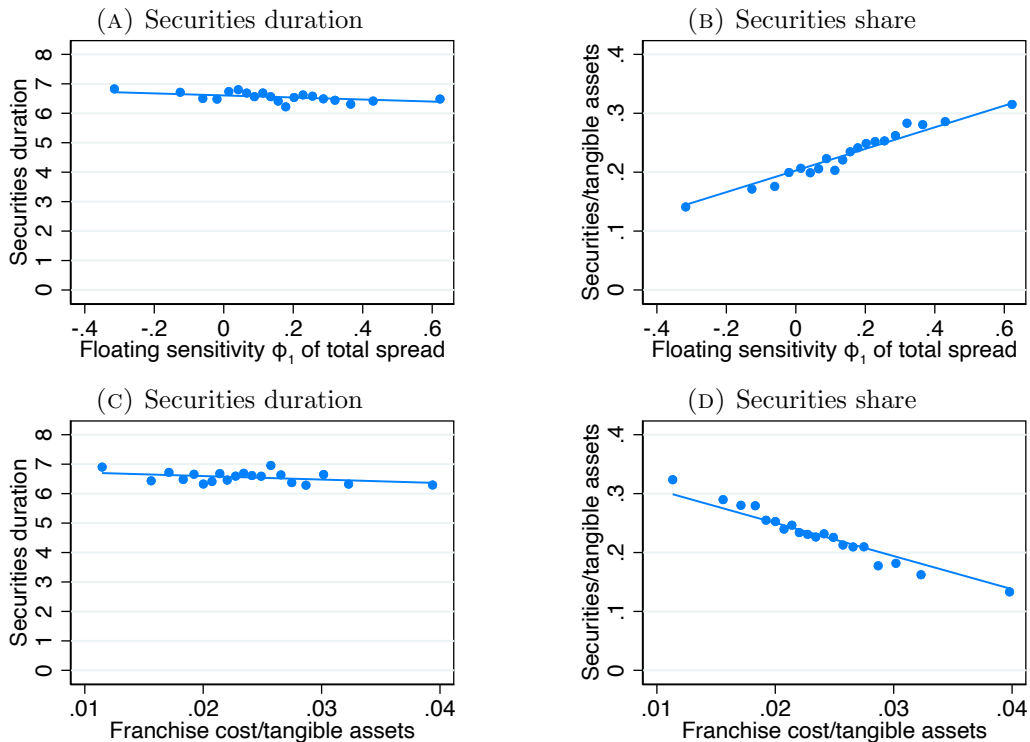 (A) Securities duration
Securities duration
8
7
6
5
4
3
2
1
0
-.4 -.2 0 .2 .4 .6
Floating sensitivity ϕ₁ of total spread
(B) Securities share
Securities/tangible assets
.4
.3
.2
.1
0
-.4 -.2 0 .2 .4 .6
Floating sensitivity ϕ₁ of total spread
(C) Securities duration
Securities duration
8
7
6
5
4
3
2
1
0
.01 .02 .03 .04
Franchise cost/tangible assets
(D) Securities share
Securities/tangible assets
.4
.3
.2
.1
0
.01 .02 .03 .04
Franchise cost/tangible assets